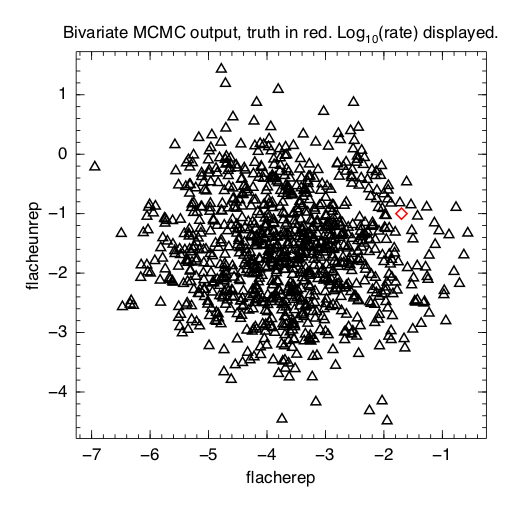 Bivariate MCMC output, truth in red. Log10(rate) displayed.
1
0
−1
−2
−3
−4
flacheunrep
−7 −6 −5 −4 −3 −2 −1
flacherep